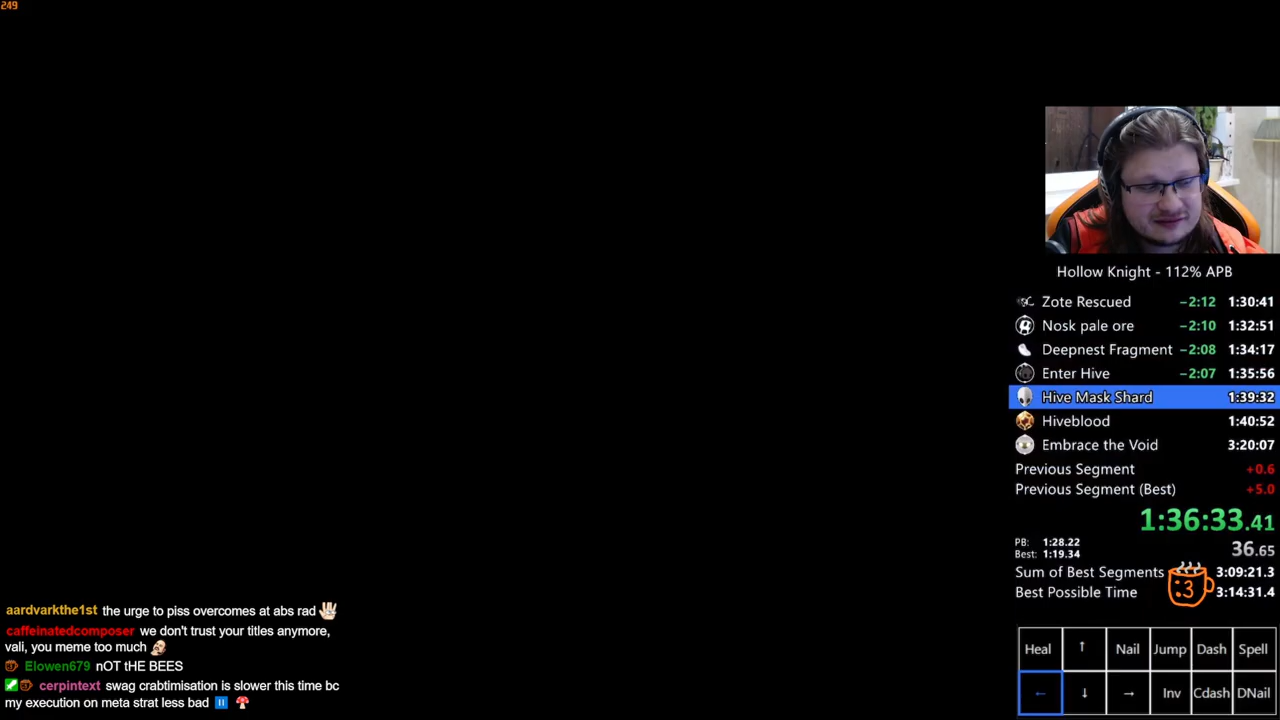 249
Hollow Knight - 112% APB
Zote Rescued -2:12 1:30:41
Nosk pale ore -2:10 1:32:51
Deepnest Fragment -2:08 1:34:17
Enter Hive -2:07 1:35:56
Hive Mask Shard 1:39:32
Hiveblood 1:40:52
Embrace the Void 3:20:07
Previous Segment +0.6
Previous Segment (Best) +5.0
1:36:33.41
PB: 1:28.22 36.65
Best: 1:19.34
Sum of Best Segments 3:09:21.3
Best Possible Time 3:14:31.4
:3
Heal ↑ Nail Jump Dash Spell
← ↓ → Inv Cdash DNail
aardvarkthe1st the urge to piss overcomes at abs rad
caffeinatedcomposer we don't trust your titles anymore,
vali, you meme too much
Elowen679 nOT tHE BEES
cerpintext swag crabtimisation is slower this time bc
my execution on meta strat less bad